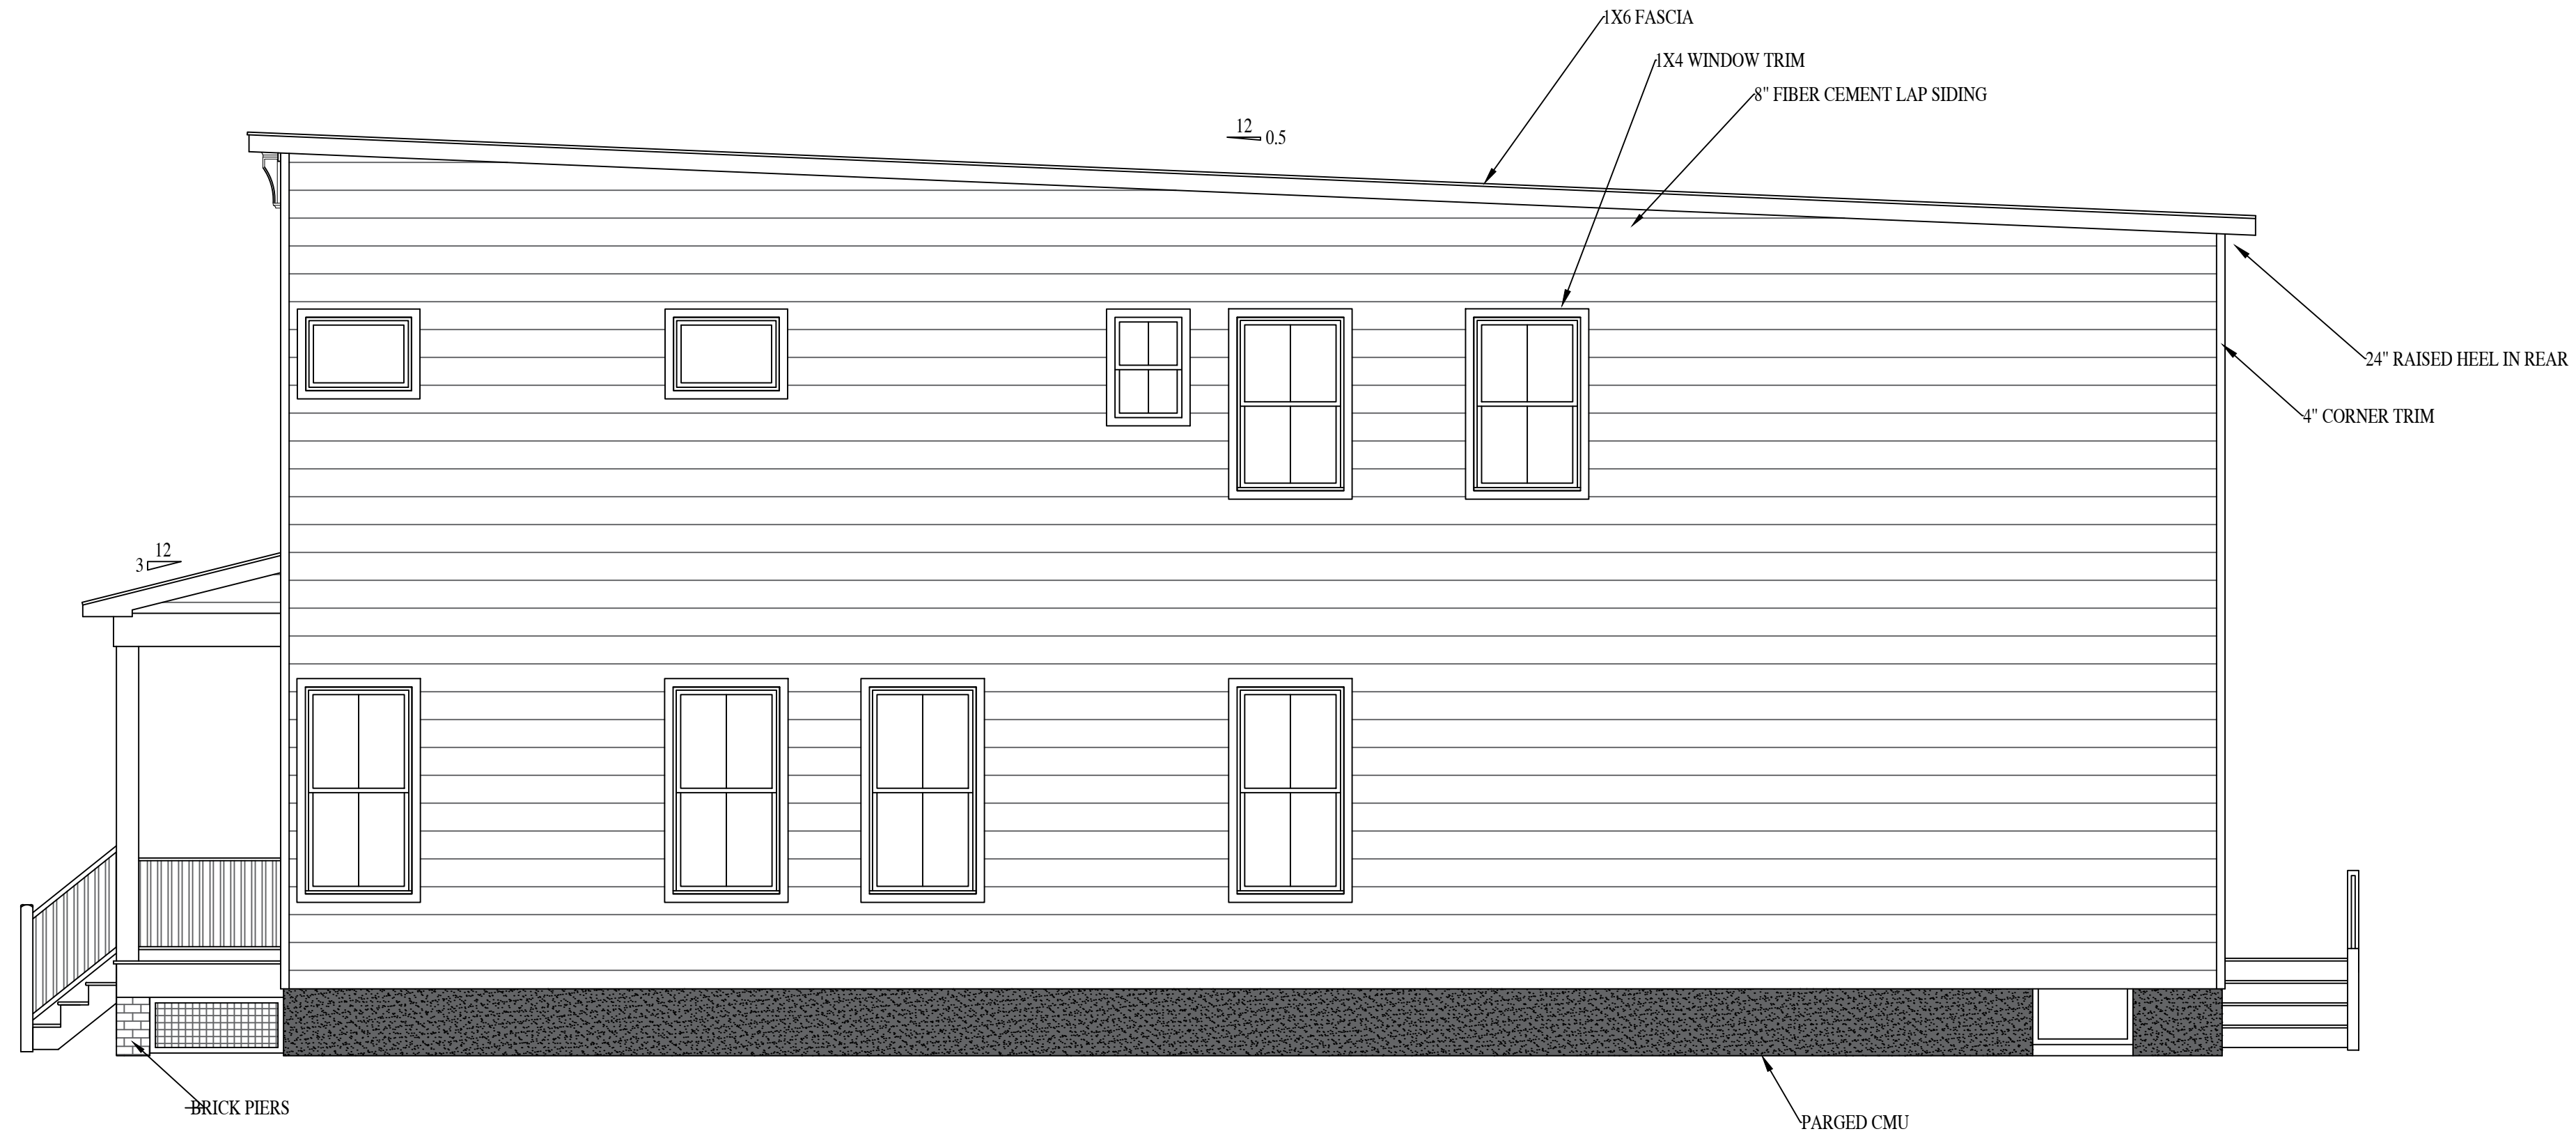 1X6 FASCIA
1X4 WINDOW TRIM
8" FIBER CEMENT LAP SIDING
12
0.5
24" RAISED HEEL IN REAR
4" CORNER TRIM
12
3
BRICK PIERS
PARGED CMU